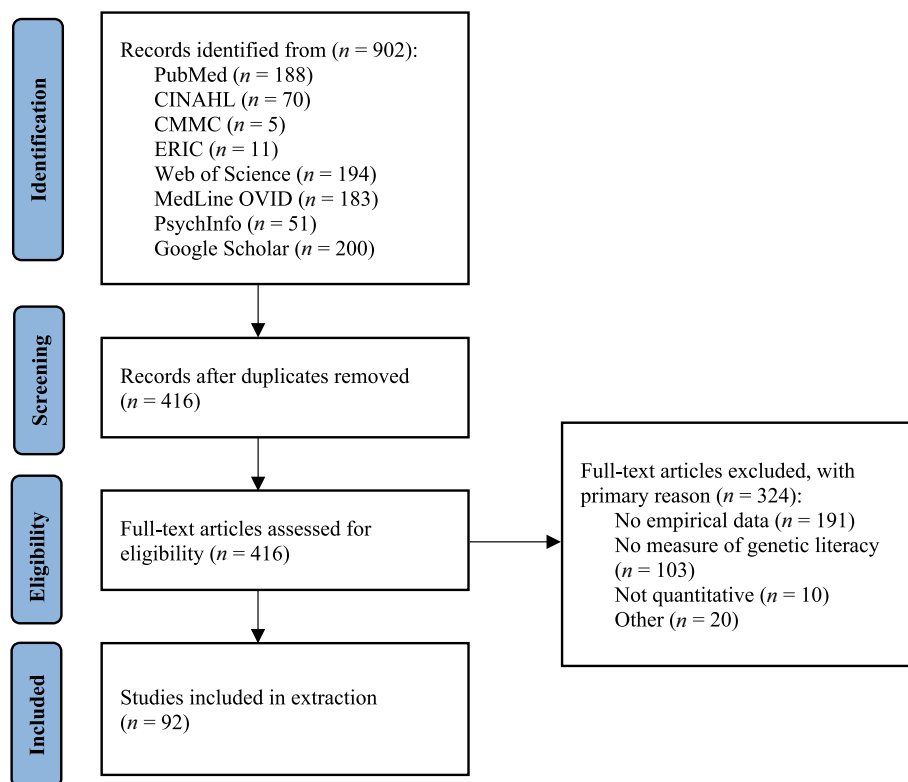 Identification
Records identified from (n = 902):
PubMed (n = 188)
CINAHL (n = 70)
CMMC (n = 5)
ERIC (n = 11)
Web of Science (n = 194)
MedLine OVID (n = 183)
PsychInfo (n = 51)
Google Scholar (n = 200)
Screening
Records after duplicates removed
(n = 416)
Eligibility
Full-text articles assessed for
eligibility (n = 416)
Full-text articles excluded, with
primary reason (n = 324):
No empirical data (n = 191)
No measure of genetic literacy
(n = 103)
Not quantitative (n = 10)
Other (n = 20)
Included
Studies included in extraction
(n = 92)